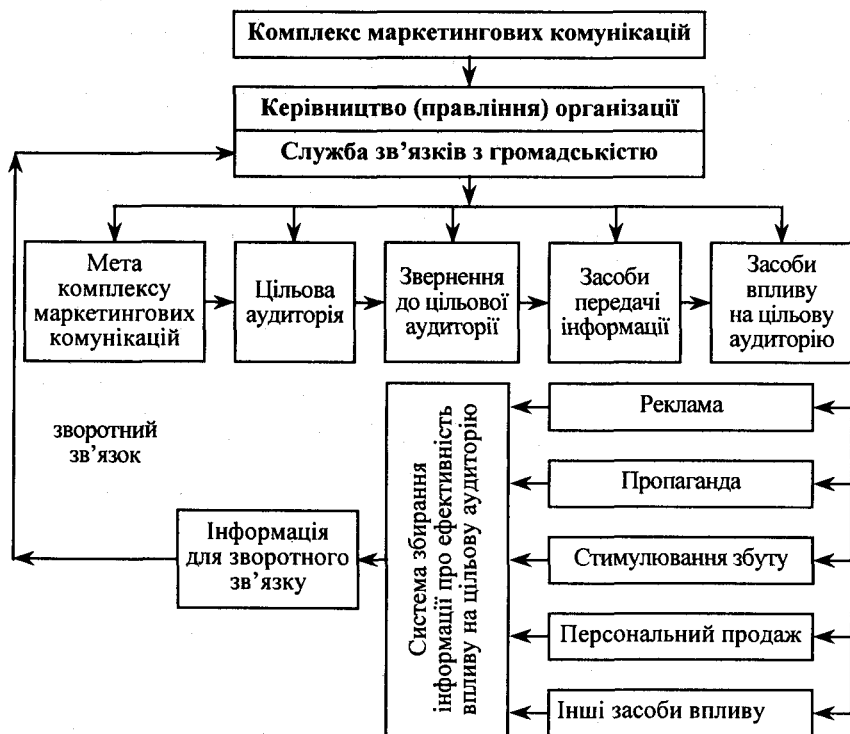 Комплекс маркетингових комунікацій
Керівництво (правління) організації
Служба зв’язків з громадськістю
Мета
комплексу
маркетингових
комунікацій
Цільова
аудиторія
Звернення
до цільової
аудиторії
Засоби
передачі
інформації
Засоби
впливу
на цільову
аудиторію
зворотний
зв’язок
Інформація
для зворотного
зв’язку
Система збирання
інформації про ефективність
впливу на цільову аудиторію
Реклама
Пропаганда
Стимулювання збуту
Персональний продаж
Інші засоби впливу